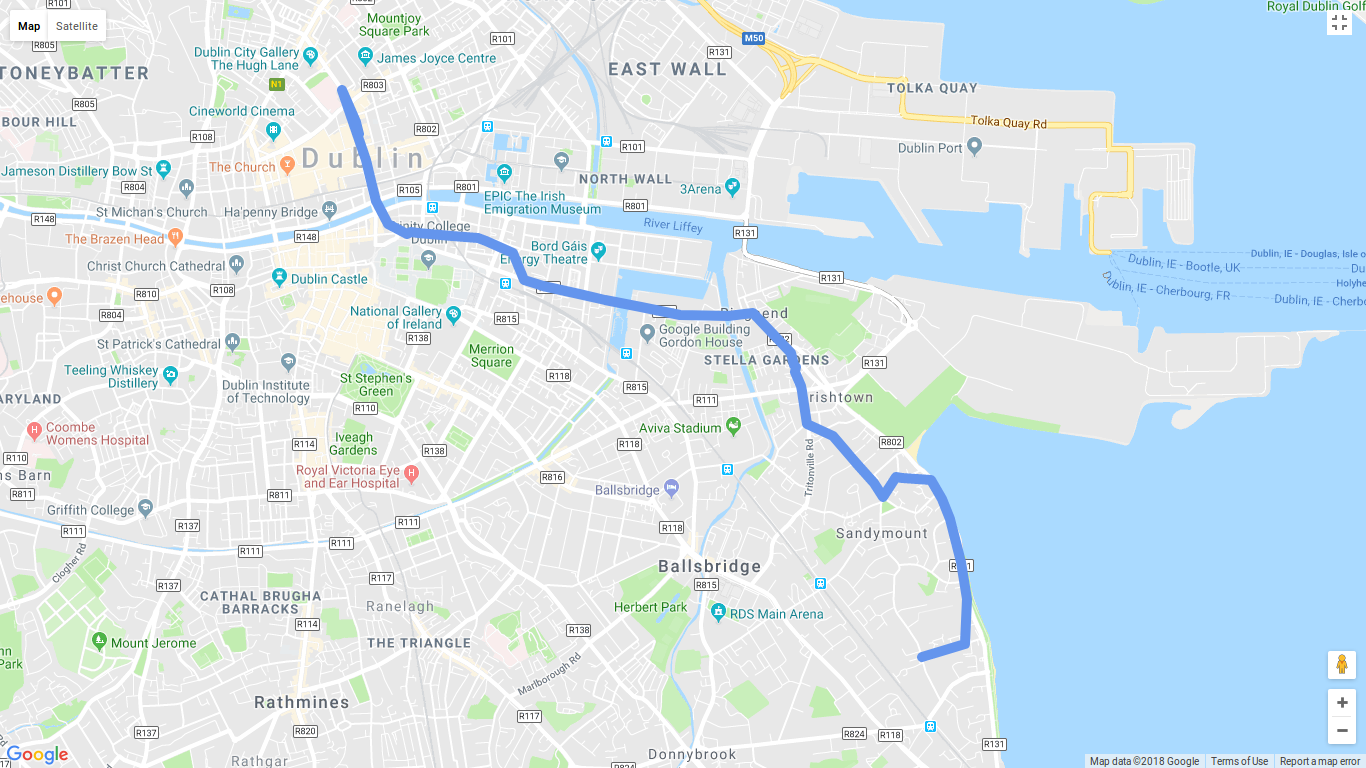 Map
Satellite
R101
Mountjoy
Square Park
Royal Dublin Golf
R101
M50
R805
Dublin City Gallery
The Hugh Lane
James Joyce Centre
R131
TONEYBATTER
EAST WALL
N1
R803
TOLKA QUAY
R805
Cineworld Cinema
BOUR HILL
R108
R802
Tolka Quay Rd
Dublin
R101
Dublin Port
Jameson Distillery Bow St
The Church
R804
R105
R801
NORTH WALL
3Arena
EPIC The Irish
Emigration Museum
R801
R148
St Michan's Church
Ha'penny Bridge
River Liffey
R131
The Brazen Head
R148
Trinity College
Dublin
Bord Gáis
Energy Theatre
Christ Church Cathedral
Dublin Castle
R131
Dublin, IE - Bootle, UK
Dublin, IE - Douglas, Isle o
Du
Holyhe
Dublin, IE - Cherbourg, FR
Dublin, IE - Cherbo
ehouse
R810
R108
R804
National Gallery
of Ireland
R815
R138
Google Building
Gordon House
St Patrick's Cathedral
Merrion
Square
STELLA GARDENS
R131
Teeling Whiskey
Distillery
Dublin Institute
of Technology
St Stephen's
Green
R118
R815
R111
rishtown
ARYLAND
R110
Coombe
Womens Hospital
Iveagh
Gardens
R114
R138
R118
Aviva Stadium
R802
R110
ns Barn
Royal Victoria Eye
and Ear Hospital
R816
Tritonville Rd
R811
R811
Ballsbridge
Griffith College
R137
R111
R118
R111
R111
R111
Sandymount
Clogher Rd
R137
R117
Ballsbridge
R815
CATHAL BRUGHA
BARRACKS
Ranelagh
Herbert Park
RDS Main Arena
R114
R138
Mount Jerome
THE TRIANGLE
nn
Park
Marlborough Rd
Rathmines
R117
R137
R820
R824
R118
R131
Donnybrook
Rathgar
R824
Google
Map data ©2018 Google
Terms of Use
Report a map error